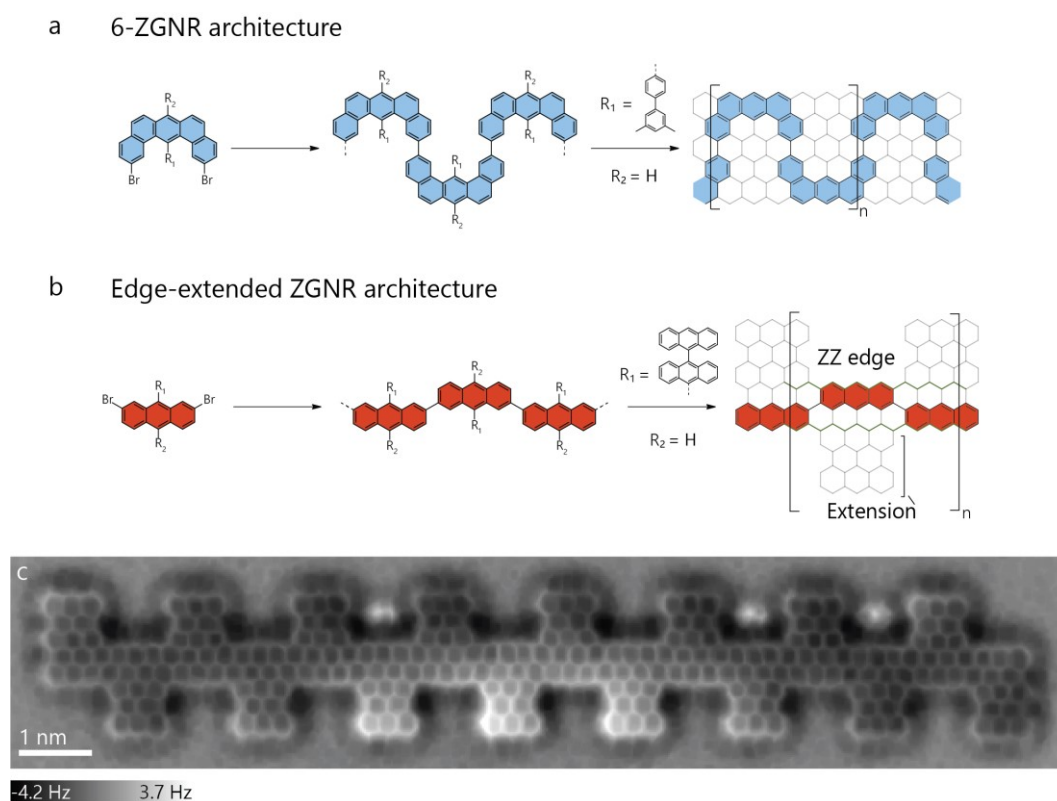 a 6-ZGNR architecture
R2
R1
Br Br
R2 R2
R1 R1
R1
R2
R1 =
R2 = H
n
b Edge-extended ZGNR architecture
R1
Br Br
R2
R2
R1 R1
R1
R2 R2
R1 =
R2 = H
ZZ edge
Extension
n
c
1 nm
-4.2 Hz 3.7 Hz